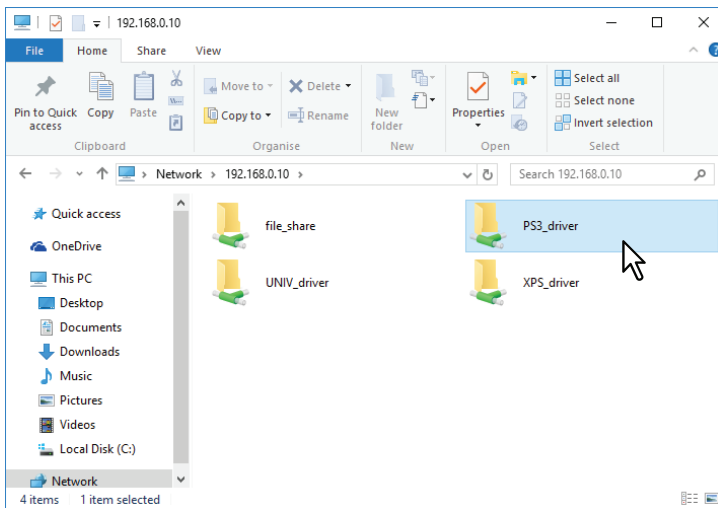 192.168.0.10
File Home Share View
Pin to Quick access
Copy
Paste
Move to
Copy to
Delete
Rename
New folder
Properties
Select all
Select none
Invert selection
Clipboard Organise New Open Select
Network > 192.168.0.10 >
Search 192.168.0.10
Quick access
OneDrive
This PC
Desktop
Documents
Downloads
Music
Pictures
Videos
Local Disk (C:)
Network
file_share
PS3_driver
UNIV_driver
XPS_driver
4 items 1 item selected